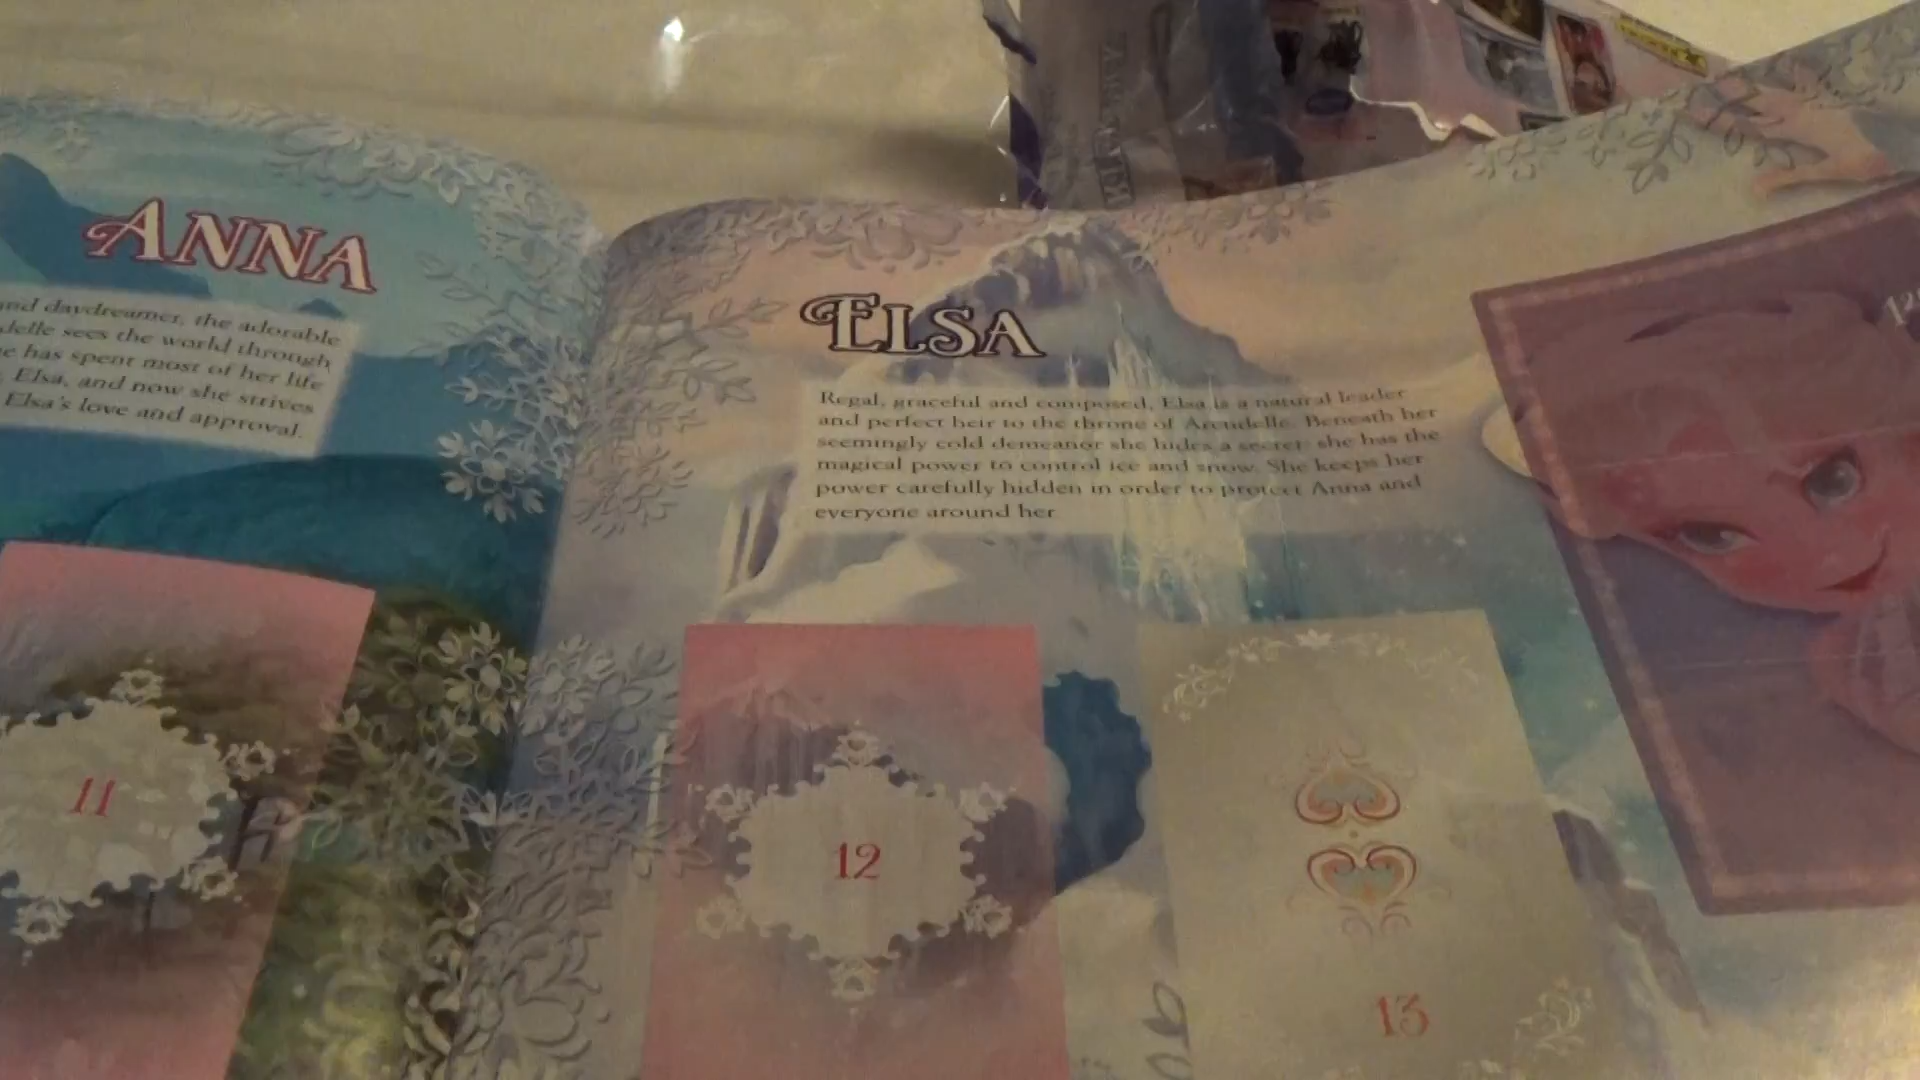 ANNA
and daydreamer, the adorable
delle sees the world through
e has spent most of her life
Elsa, and now she strives
Elsa's love and approval.
11
ELSA
Regal, graceful and composed, Elsa is a natural leader
and perfect heir to the throne of Arendelle. Beneath her
seemingly cold demeanor she hides a secret: she has the
magical power to control ice and snow. She keeps her
power carefully hidden in order to protect Anna and
everyone around her
12
13